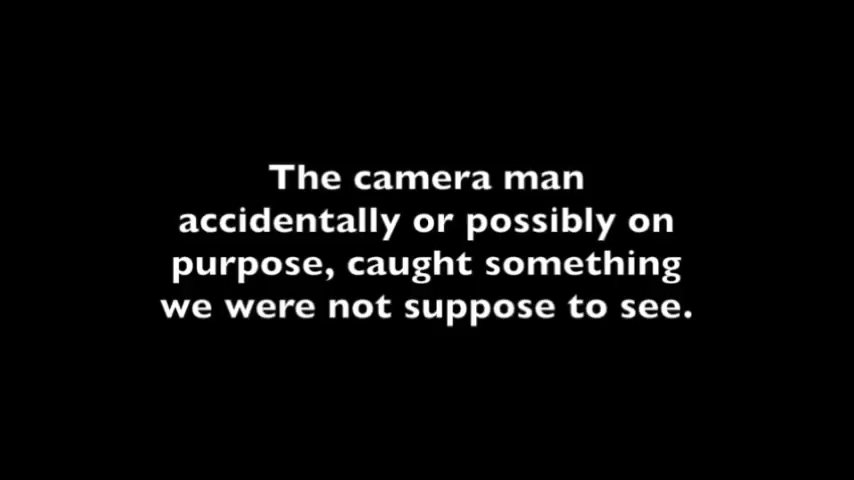 The camera man
accidentally or possibly on
purpose, caught something
we were not suppose to see.